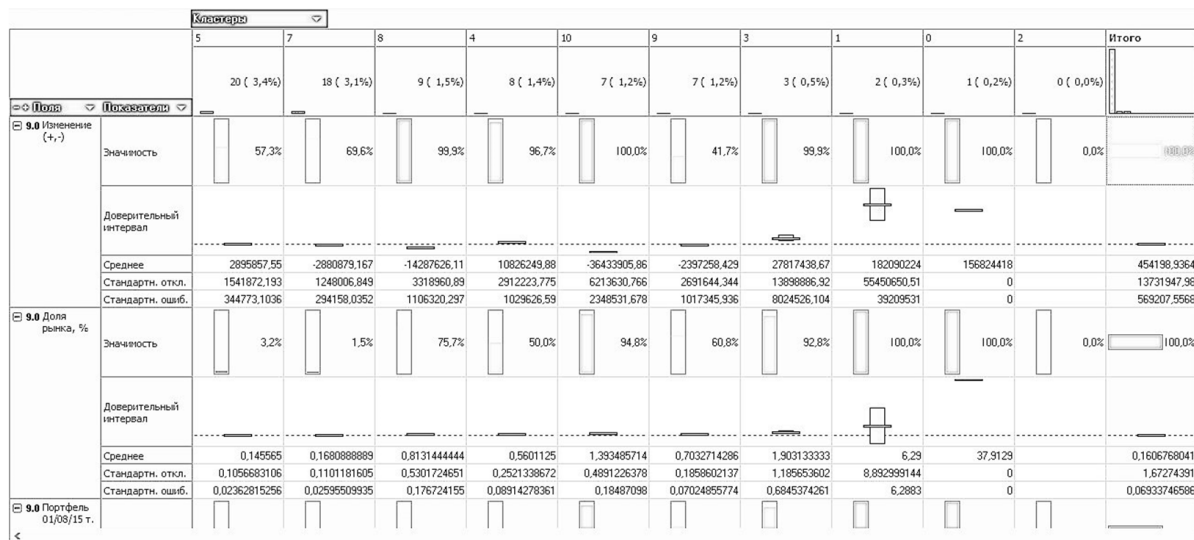 Кластеры
5 7 8 4 10 9 3 1 0 2 Итого
20 ( 3,4%) 18 ( 3,1%) 9 ( 1,5%) 8 ( 1,4%) 7 ( 1,2%) 7 ( 1,2%) 3 ( 0,5%) 2 ( 0,3%) 1 ( 0,2%) 0 ( 0,0%)
Поля Показатели
9.0 Изменение
(+,-)
Значимость 57,3% 69,6% 99,9% 96,7% 100,0% 41,7% 99,9% 100,0% 100,0% 0,0% 100,0%
Доверительный
интервал
Среднее 2895857,55 -2880879,167 -14287626,11 10826249,88 -36433905,86 -2397258,429 27817438,67 182090224 156824418 454198,9364
Стандартн. откл. 1541872,193 1248006,849 3318960,89 2912223,775 6213630,766 2691644,344 13898886,92 55450650,51 0 13731947,98
Стандартн. ошиб. 344773,1036 294158,0352 1106320,297 1029626,59 2348531,678 1017345,936 8024526,104 39209531 0 569207,5568
9.0 Доля
рынка, %
Значимость 3,2% 1,5% 75,7% 50,0% 94,8% 60,8% 92,8% 100,0% 100,0% 0,0% 100,0%
Доверительный
интервал
Среднее 0,145565 0,1680888889 0,8131444444 0,5601125 1,393485714 0,7032714286 1,903133333 6,29 37,9129 0,1606768041
Стандартн. откл. 0,1056683106 0,1101181605 0,5301724651 0,2521338672 0,4891226378 0,1858602137 1,185653602 8,892999144 0 1,67274391
Стандартн. ошиб. 0,02362815256 0,02595509935 0,176724155 0,08914278361 0,18487098 0,07024855774 0,6845374261 6,2883 0 0,06933746586
9.0 Портфель
01/08/15 т.